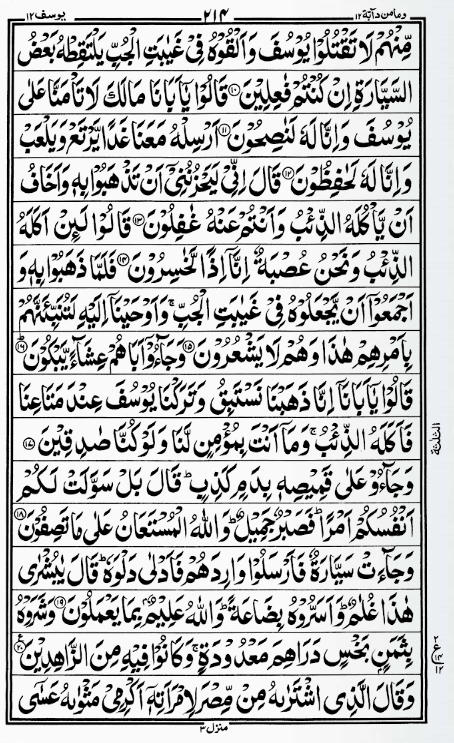 يوسف ١٢ ٢١٤ وما من دآبة ١٢
مِّنْهُمْ لَا تَقْتُلُوْا يُوْسُفَ وَاَلْقُوْهُ فِيْ غَيٰبَتِ الْجُبِّ يَلْتَقِطْهُ بَعْضُ
السَّيَّارَةِ اِنْ كُنْتُمْ فٰعِلِيْنَ ١٠ قَالُوْا يٰٓاَبَانَا مَالَكَ لَا تَاْمَنَّا عَلٰى
يُوْسُفَ وَاِنَّا لَهٗ لَنٰصِحُوْنَ ١١ اَرْسِلْهُ مَعَنَا غَدًا يَّرْتَعْ وَيَلْعَبْ
وَاِنَّا لَهٗ لَحٰفِظُوْنَ ١٢ قَالَ اِنِّيْ لَيَحْزُنُنِيْٓ اَنْ تَذْهَبُوْا بِهٖ وَاَخَافُ
اَنْ يَّاْكُلَهُ الذِّئْبُ وَاَنْتُمْ عَنْهُ غٰفِلُوْنَ ١٣ قَالُوْا لَئِنْ اَكَلَهُ
الذِّئْبُ وَنَحْنُ عُصْبَةٌ اِنَّآ اِذًا لَّخٰسِرُوْنَ ١٤ فَلَمَّا ذَهَبُوْا بِهٖ وَ
اَجْمَعُوْٓا اَنْ يَّجْعَلُوْهُ فِيْ غَيٰبَتِ الْجُبِّ ۚ وَاَوْحَيْنَآ اِلَيْهِ لَتُنَبِّئَنَّهُمْ
بِاَمْرِهِمْ هٰذَا وَهُمْ لَا يَشْعُرُوْنَ ١٥ وَجَآءُوْٓ اَبَاهُمْ عِشَآءً يَّبْكُوْنَ ١٦
قَالُوْا يٰٓاَبَانَآ اِنَّا ذَهَبْنَا نَسْتَبِقُ وَتَرَكْنَا يُوْسُفَ عِنْدَ مَتَاعِنَا
فَاَكَلَهُ الذِّئْبُ ۚ وَمَآ اَنْتَ بِمُؤْمِنٍ لَّنَا وَلَوْ كُنَّا صٰدِقِيْنَ ١٧
وَجَآءُوْ عَلٰى قَمِيْصِهٖ بِدَمٍ كَذِبٍ ؕ قَالَ بَلْ سَوَّلَتْ لَكُمْ
اَنْفُسُكُمْ اَمْرًا ؕ فَصَبْرٌ جَمِيْلٌ ؕ وَاللّٰهُ الْمُسْتَعَانُ عَلٰى مَا تَصِفُوْنَ ١٨
وَجَآءَتْ سَيَّارَةٌ فَاَرْسَلُوْا وَارِدَهُمْ فَاَدْلٰى دَلْوَهٗ ؕ قَالَ يٰبُشْرٰى
هٰذَا غُلٰمٌ ؕ وَاَسَرُّوْهُ بِضَاعَةً ؕ وَاللّٰهُ عَلِيْمٌۢ بِمَا يَعْمَلُوْنَ ١٩ وَشَرَوْهُ
بِثَمَنٍۢ بَخْسٍ دَرَاهِمَ مَعْدُوْدَةٍ ۚ وَكَانُوْا فِيْهِ مِنَ الزَّاهِدِيْنَ ٢٠
وَقَالَ الَّذِى اشْتَرٰىهُ مِنْ مِّصْرَ لِامْرَاَتِهٖٓ اَكْرِمِيْ مَثْوٰىهُ عَسٰٓى
منزل ٣
الثلثة
٢
ع
١٢